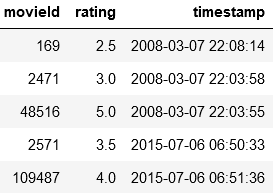 movieId rating timestamp
169 2.5 2008-03-07 22:08:14
2471 3.0 2008-03-07 22:03:58
48516 5.0 2008-03-07 22:03:55
2571 3.5 2015-07-06 06:50:33
109487 4.0 2015-07-06 06:51:36